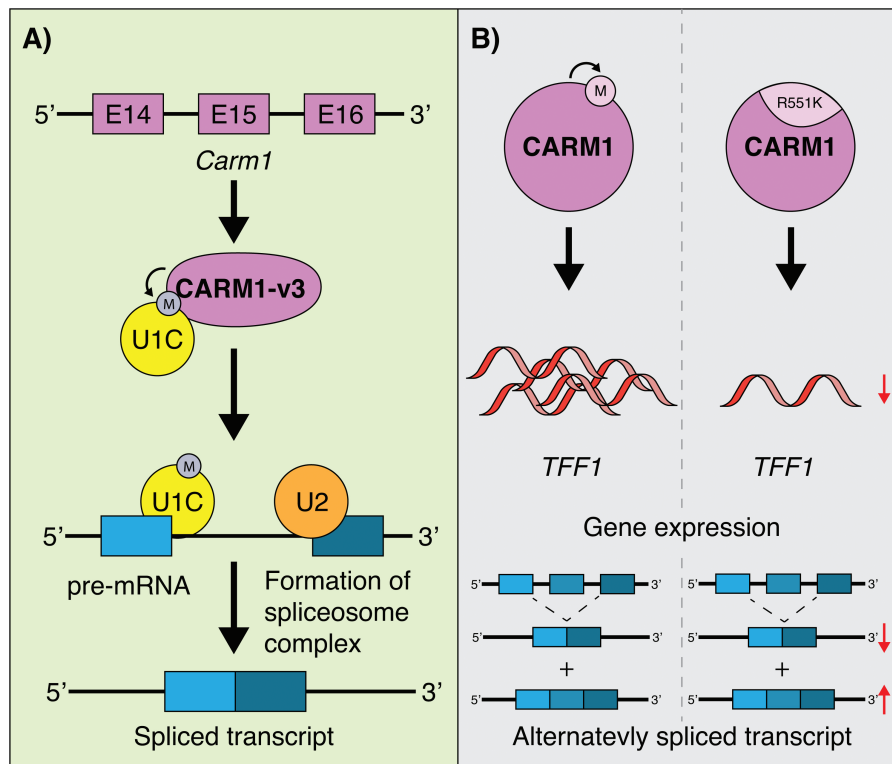 A)
5’ E14 E15 E16 3’
Carm1
CARM1-v3
M
U1C
M
U1C U2
5’ 3’
pre-mRNA
Formation of
spliceosome
complex
5’ 3’
Spliced transcript
B)
M
CARM1
R551K
CARM1
TFF1 TFF1
Gene expression
5’ 3’ 5’ 3’
5’ 3’ 5’ 3’
+ +
5’ 3’ 5’ 3’
Alternatevly spliced transcript